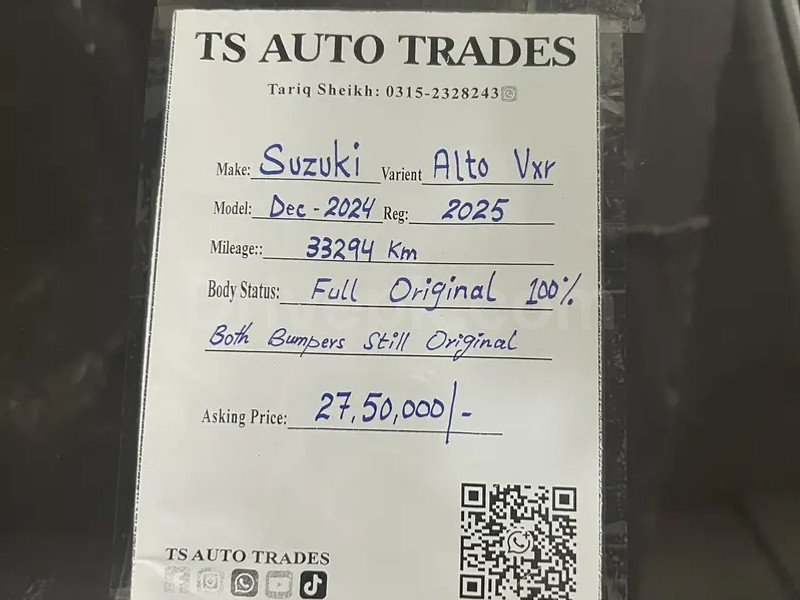 TS AUTO TRADES
Tariq Sheikh: 0315-2328243
Make: Suzuki Varient Alto Vxr
Model: Dec - 2024 Reg: 2025
Mileage:: 33294 Km
Body Status: Full Original 100%
Both Bumpers Still Original
Asking Price: 27,50,000/-
TS AUTO TRADES